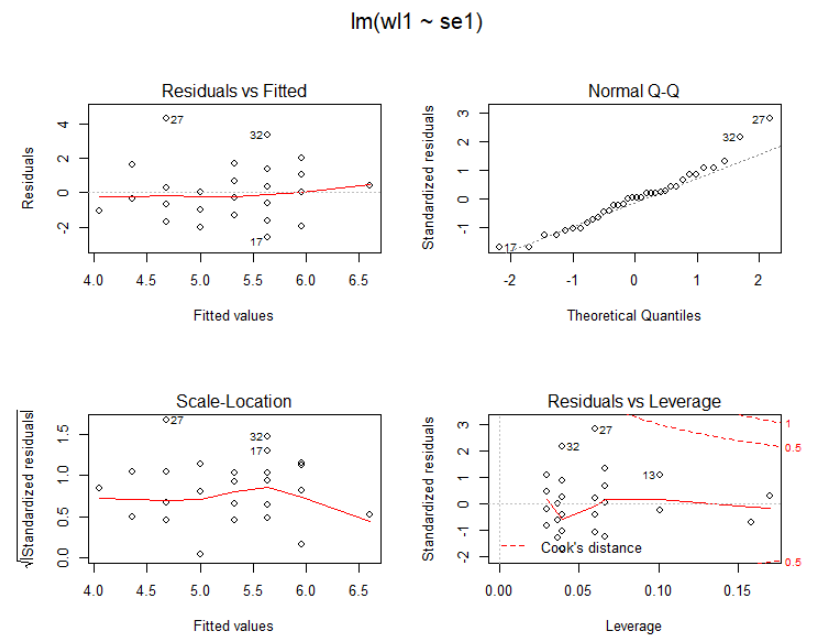 lm(wl1 ~ se1)
Residuals vs Fitted
Residuals
4
2
0
-2
27
32
17
4.0 4.5 5.0 5.5 6.0 6.5
Fitted values
Normal Q-Q
Standardized residuals
3
2
1
0
-1
27
32
17
-2 -1 0 1 2
Theoretical Quantiles
Scale-Location
√|Standardized residuals|
1.5
1.0
0.5
0.0
27
32
17
4.0 4.5 5.0 5.5 6.0 6.5
Fitted values
Residuals vs Leverage
Standardized residuals
3
2
1
0
-1
-2
27
32
13
1
0.5
0.5
Cook's distance
0.00 0.05 0.10 0.15
Leverage